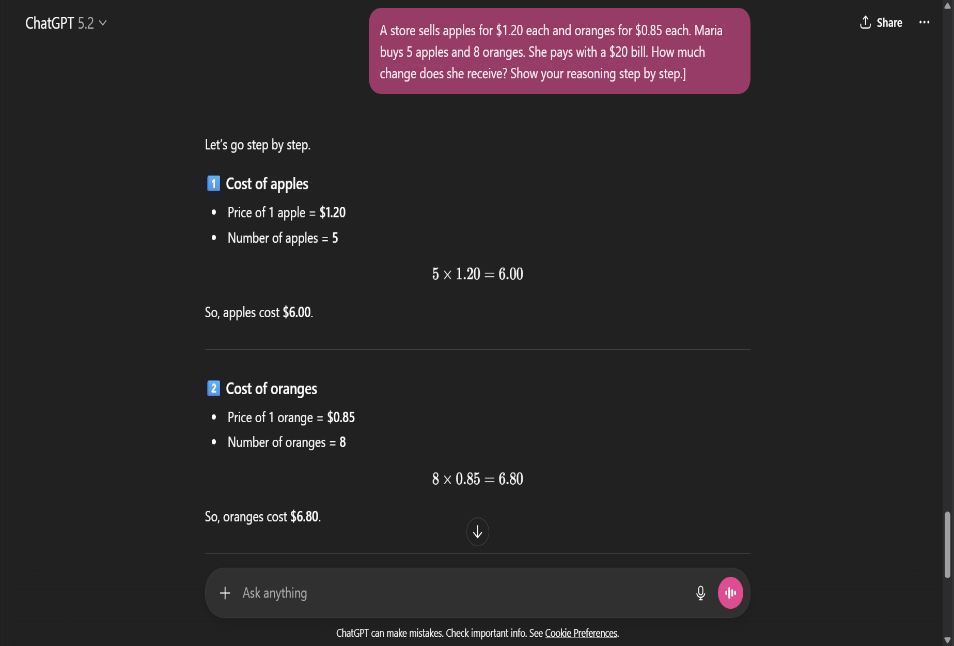 ChatGPT 5.2
Share
A store sells apples for $1.20 each and oranges for $0.85 each. Maria
buys 5 apples and 8 oranges. She pays with a $20 bill. How much
change does she receive? Show your reasoning step by step.]
Let's go step by step.
1 Cost of apples
• Price of 1 apple = $1.20
• Number of apples = 5
5 × 1.20 = 6.00
So, apples cost $6.00.
2 Cost of oranges
• Price of 1 orange = $0.85
• Number of oranges = 8
8 × 0.85 = 6.80
So, oranges cost $6.80.
Ask anything
ChatGPT can make mistakes. Check important info. See Cookie Preferences.